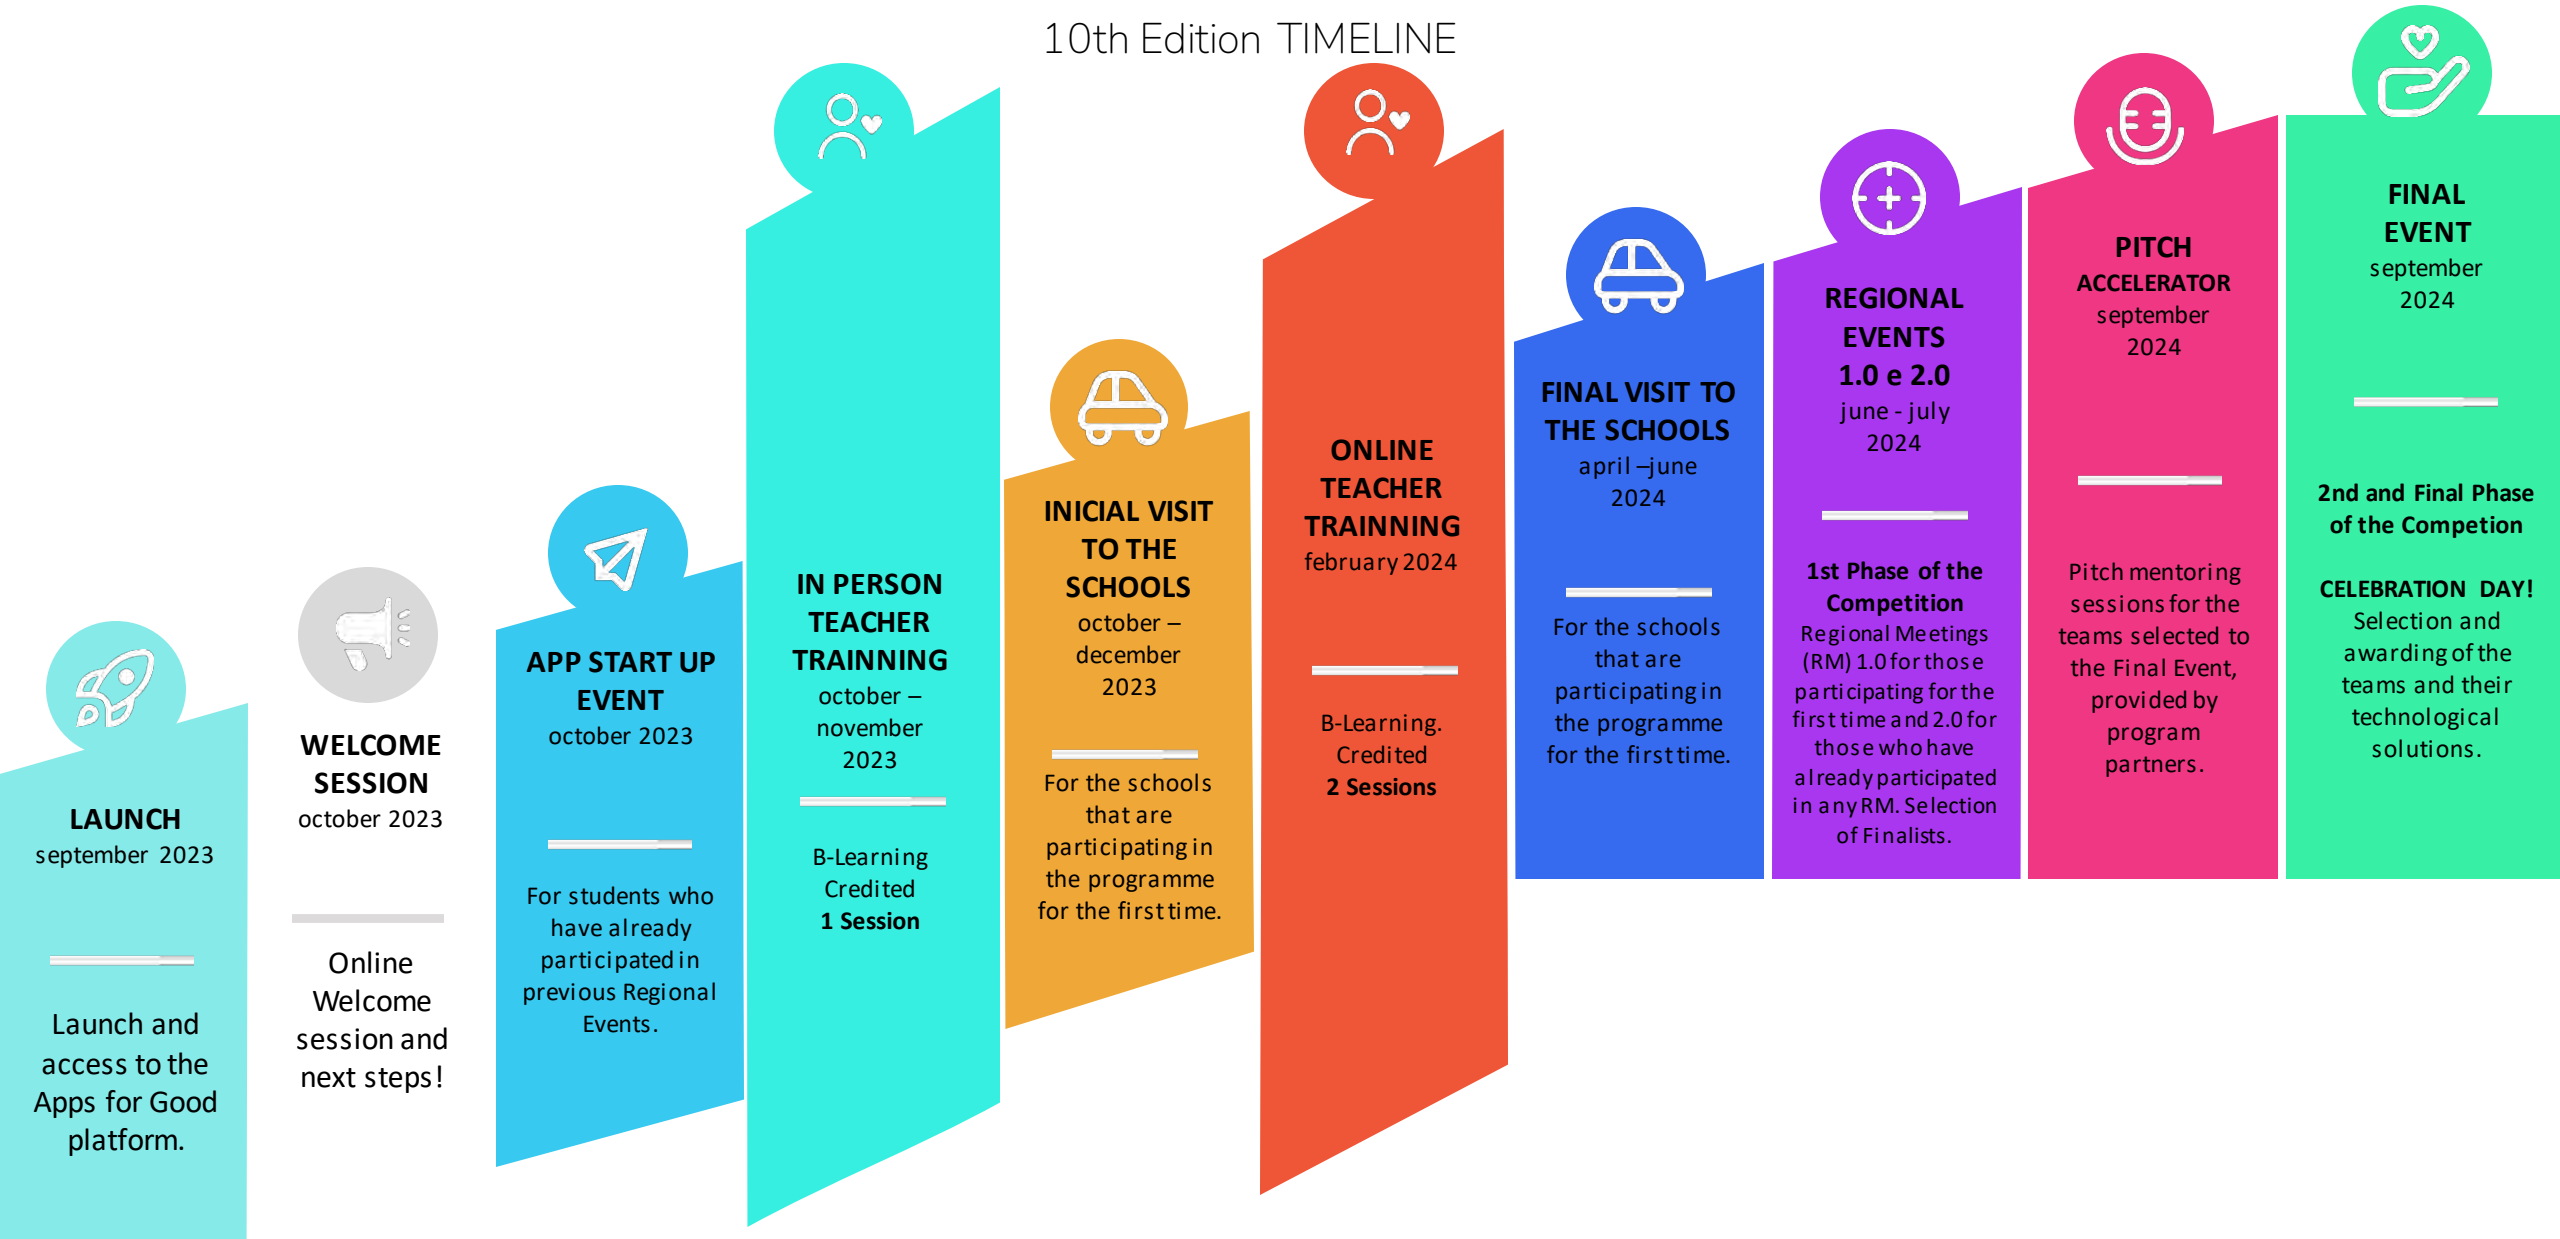 10th Edition TIMELINE
LAUNCH
september 2023
Launch and
access to the
Apps for Good
platform.
WELCOME
SESSION
october 2023
Online
Welcome
session and
next steps!
APP START UP
EVENT
october 2023
For students who
have already
participated in
previous Regional
Events.
IN PERSON
TEACHER
TRAINNING
october –
november
2023
B-Learning
Credited
1 Session
INICIAL VISIT
TO THE
SCHOOLS
october –
december
2023
For the schools
that are
participating in
the programme
for the first time.
ONLINE
TEACHER
TRAINNING
february 2024
B-Learning.
Credited
2 Sessions
FINAL VISIT TO
THE SCHOOLS
april –june
2024
For the schools
that are
participating in
the programme
for the first time.
REGIONAL
EVENTS
1.0 e 2.0
june - july
2024
1st Phase of the
Competition
Regional Meetings
(RM) 1.0 for those
participating for the
first time and 2.0 for
those who have
already participated
in any RM. Selection
of Finalists.
PITCH
ACCELERATOR
september
2024
Pitch mentoring
sessions for the
teams selected to
the Final Event,
provided by
program
partners.
FINAL
EVENT
september
2024
2nd and Final Phase
of the Competion
CELEBRATION DAY!
Selection and
awarding of the
teams and their
technological
solutions.